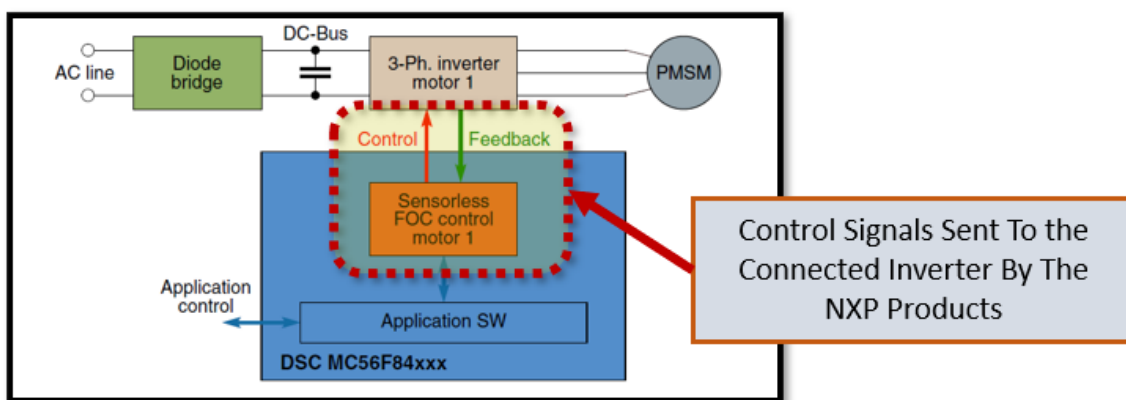 DC-Bus
AC line
Diode
bridge
3-Ph. inverter
motor 1
PMSM
Control
Feedback
Sensorless
FOC control
motor 1
Application
control
Application SW
DSC MC56F84xxx
Control Signals Sent To the
Connected Inverter By The
NXP Products